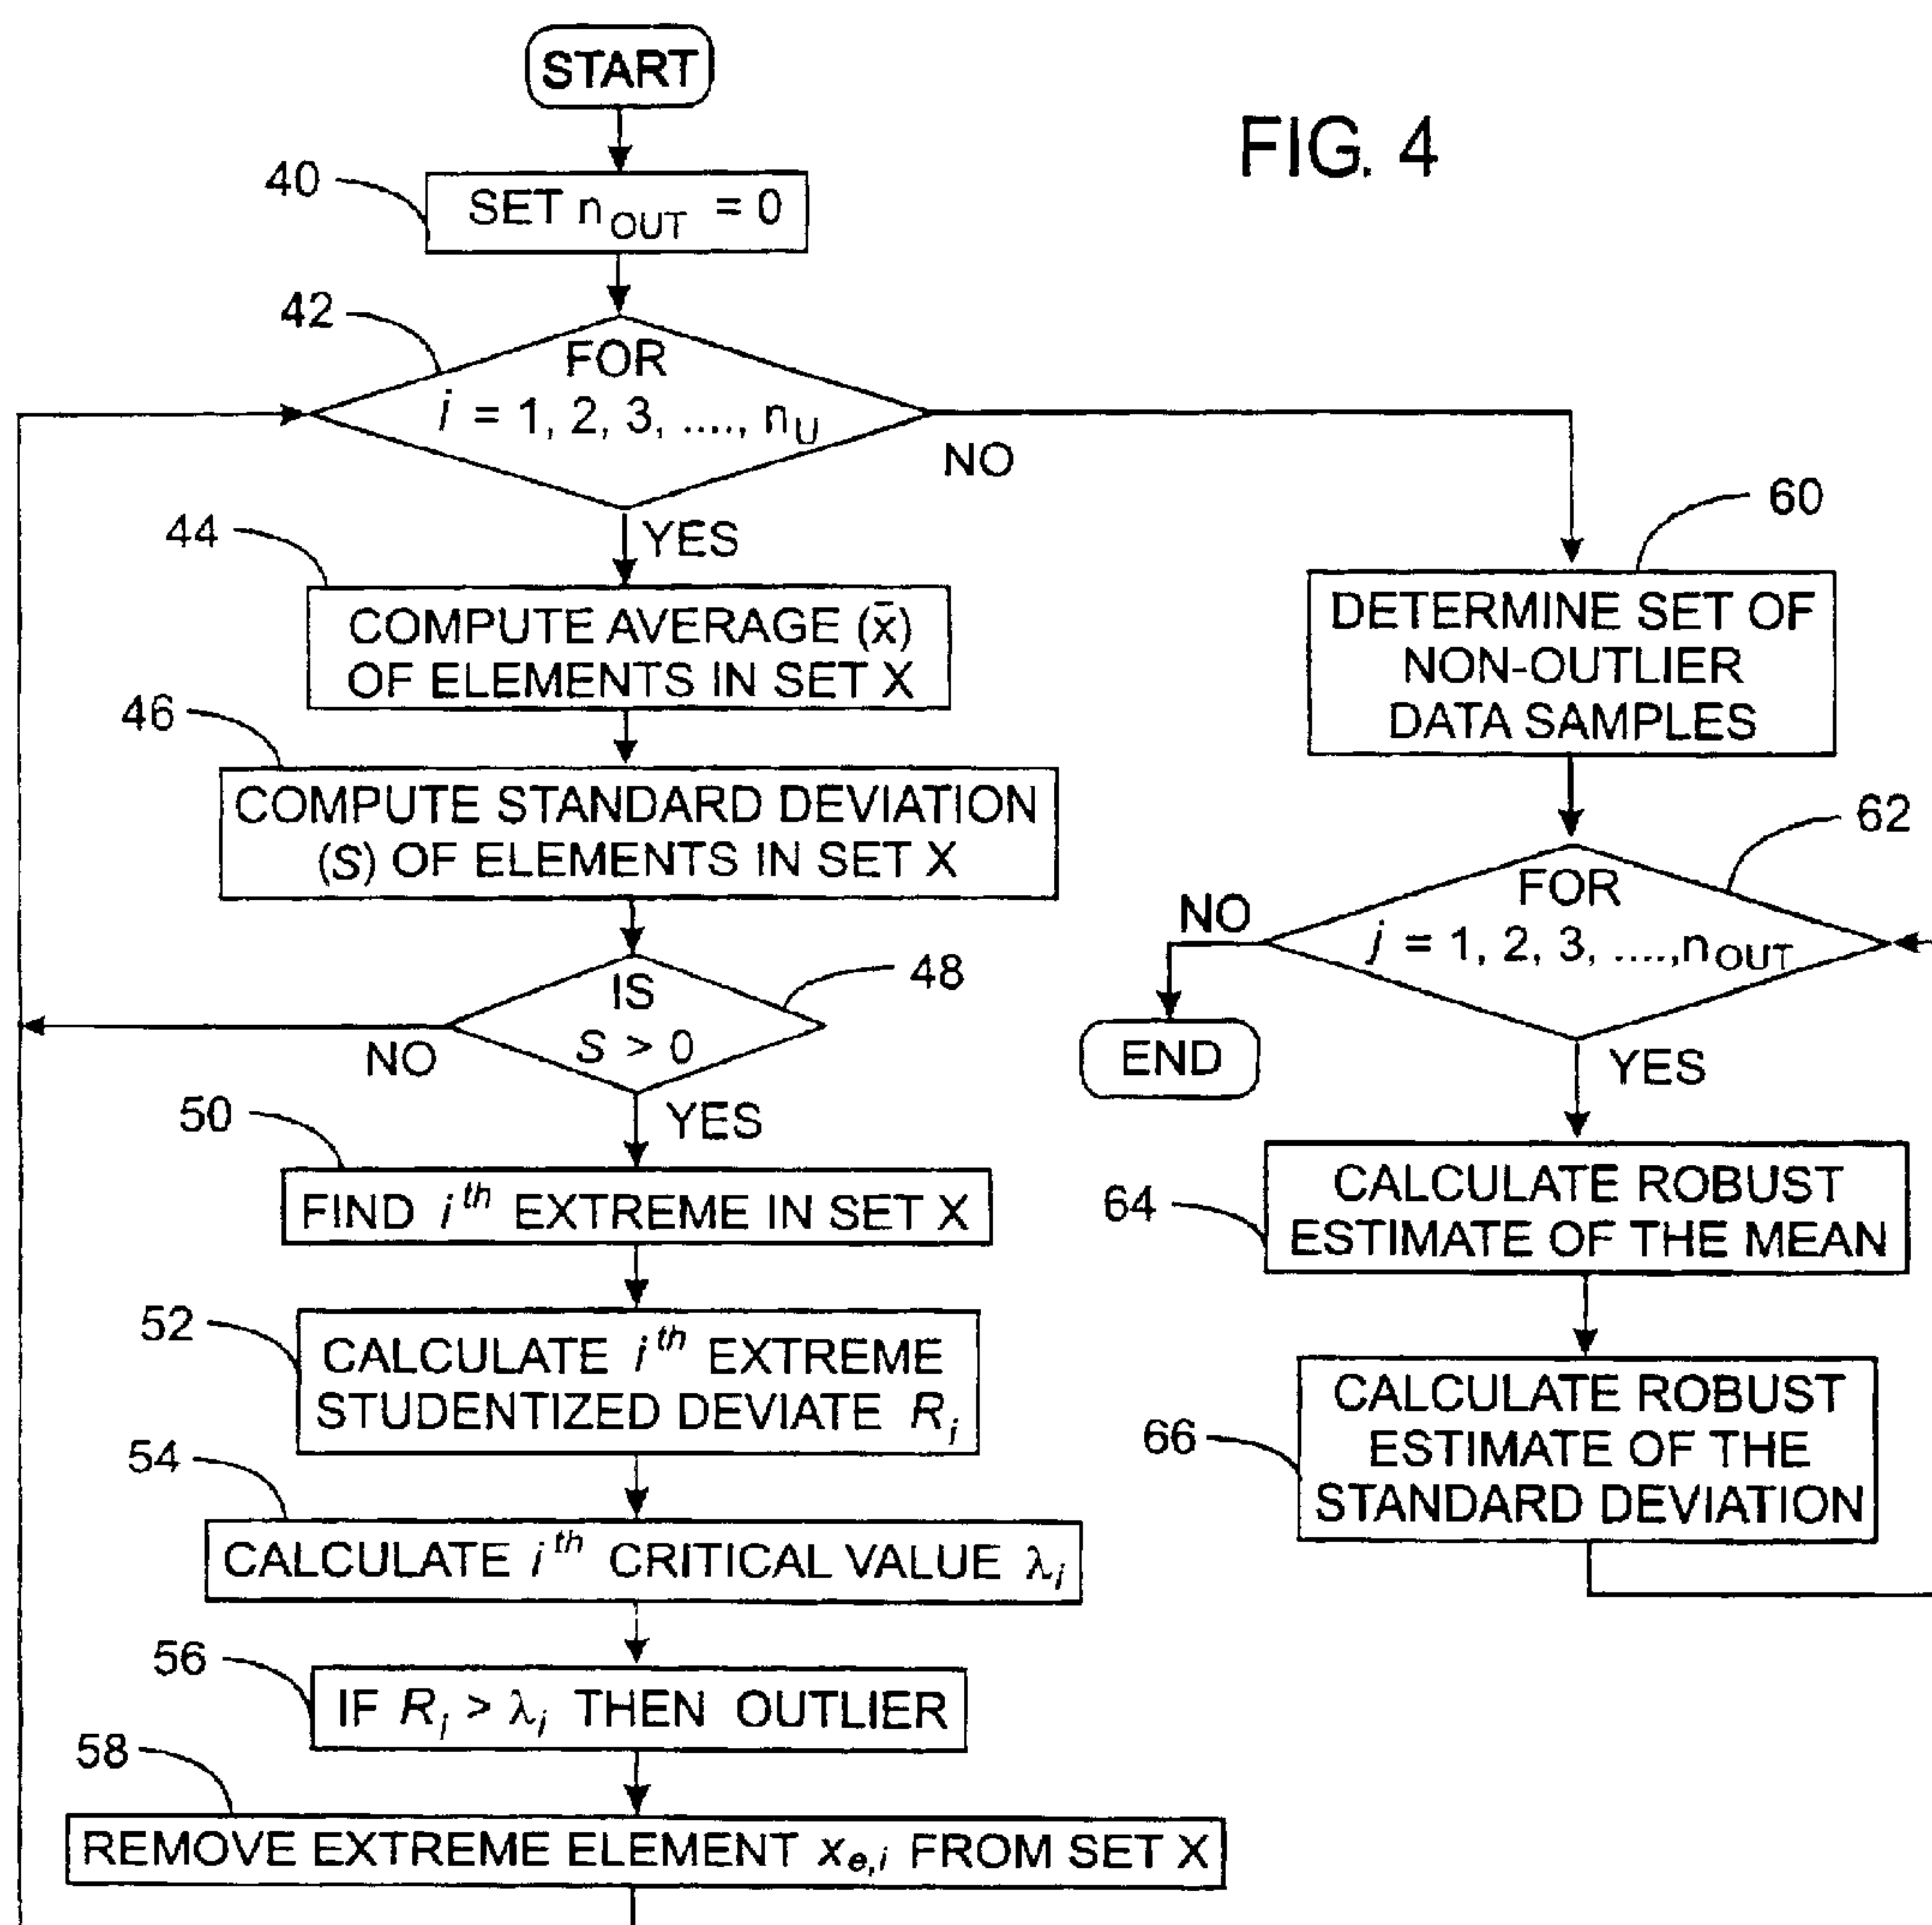 START
FIG. 4
40
SET n_OUT = 0
42
FOR
i = 1, 2, 3, ...., n_U
NO
44
YES
COMPUTE AVERAGE (x̄)
OF ELEMENTS IN SET X
46
COMPUTE STANDARD DEVIATION
(S) OF ELEMENTS IN SET X
48
IS
S > 0
NO
YES
50
FIND i^th EXTREME IN SET X
52
CALCULATE i^th EXTREME
STUDENTIZED DEVIATE R_i
54
CALCULATE i^th CRITICAL VALUE λ_i
56
IF R_i > λ_i THEN OUTLIER
58
REMOVE EXTREME ELEMENT x_e,i FROM SET X
60
DETERMINE SET OF
NON-OUTLIER
DATA SAMPLES
62
FOR
j = 1, 2, 3, ....,n_OUT
NO
END
YES
64
CALCULATE ROBUST
ESTIMATE OF THE MEAN
66
CALCULATE ROBUST
ESTIMATE OF THE
STANDARD DEVIATION